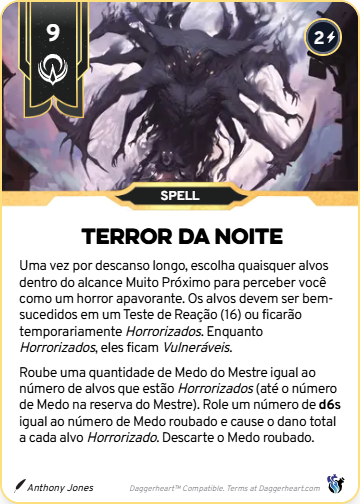 9
2
SPELL
TERROR DA NOITE
Uma vez por descanso longo, escolha quaisquer alvos
dentro do alcance Muito Próximo para perceber você
como um horror apavorante. Os alvos devem ser bem-
sucedidos em um Teste de Reação (16) ou ficarão
temporariamente Horrorizados. Enquanto
Horrorizados, eles ficam Vulneráveis.
Roube uma quantidade de Medo do Mestre igual ao
número de alvos que estão Horrorizados (até o número
de Medo na reserva do Mestre). Role um número de d6s
igual ao número de Medo roubado e cause o dano total
a cada alvo Horrorizado. Descarte o Medo roubado.
Anthony Jones
Daggerheart™ Compatible. Terms at Daggerheart.com